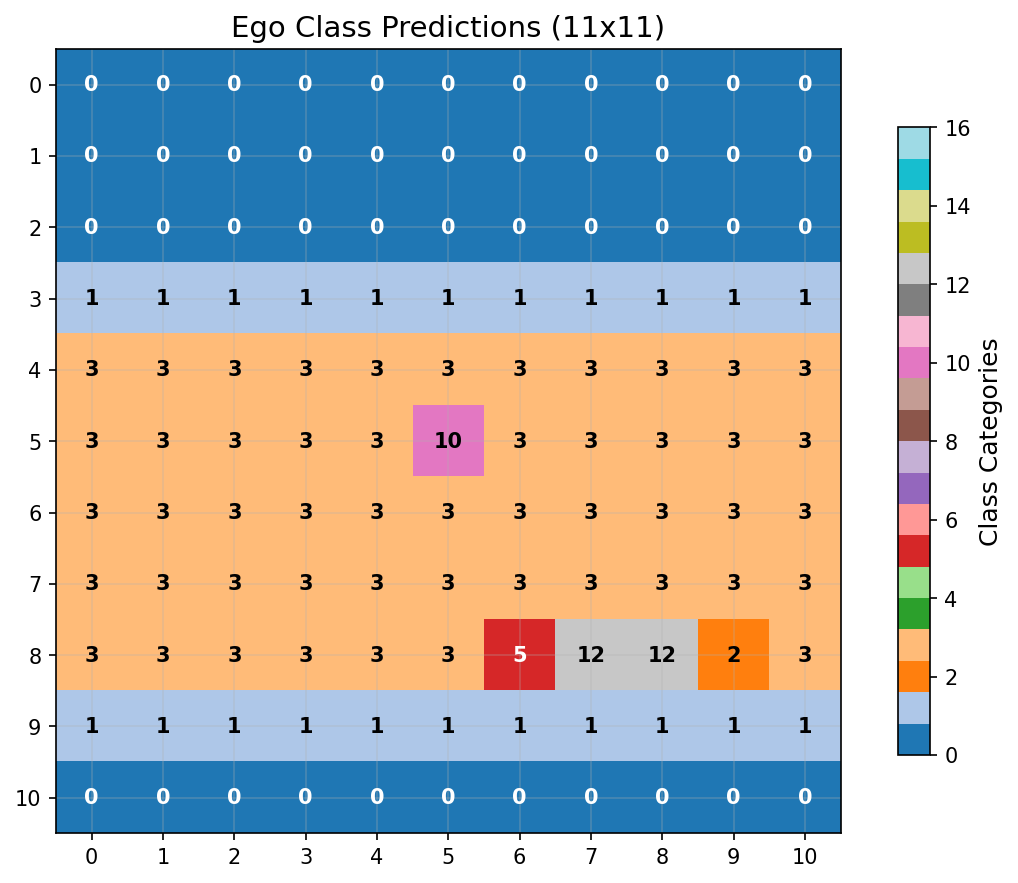 Ego Class Predictions (11x11)
0 0 0 0 0 0 0 0 0 0 0 0
1 0 0 0 0 0 0 0 0 0 0 0
2 0 0 0 0 0 0 0 0 0 0 0
3 1 1 1 1 1 1 1 1 1 1 1
4 3 3 3 3 3 3 3 3 3 3 3
5 3 3 3 3 3 10 3 3 3 3 3
6 3 3 3 3 3 3 3 3 3 3 3
7 3 3 3 3 3 3 3 3 3 3 3
8 3 3 3 3 3 3 5 12 12 2 3
9 1 1 1 1 1 1 1 1 1 1 1
10 0 0 0 0 0 0 0 0 0 0 0
0 1 2 3 4 5 6 7 8 9 10
16
14
12
10
8
6
4
2
0
Class Categories